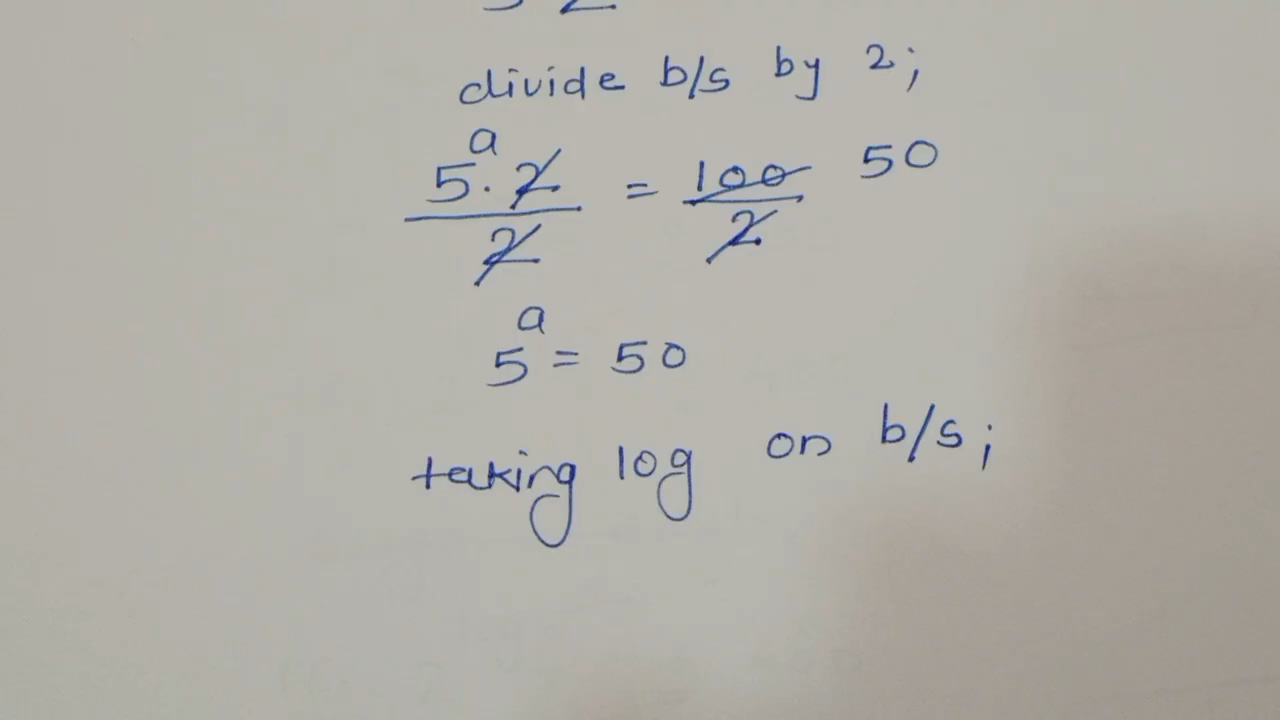 divide b/s by 2;
5^a · 2 / 2 = 100 / 2 50
5^a = 50
taking log on b/s;